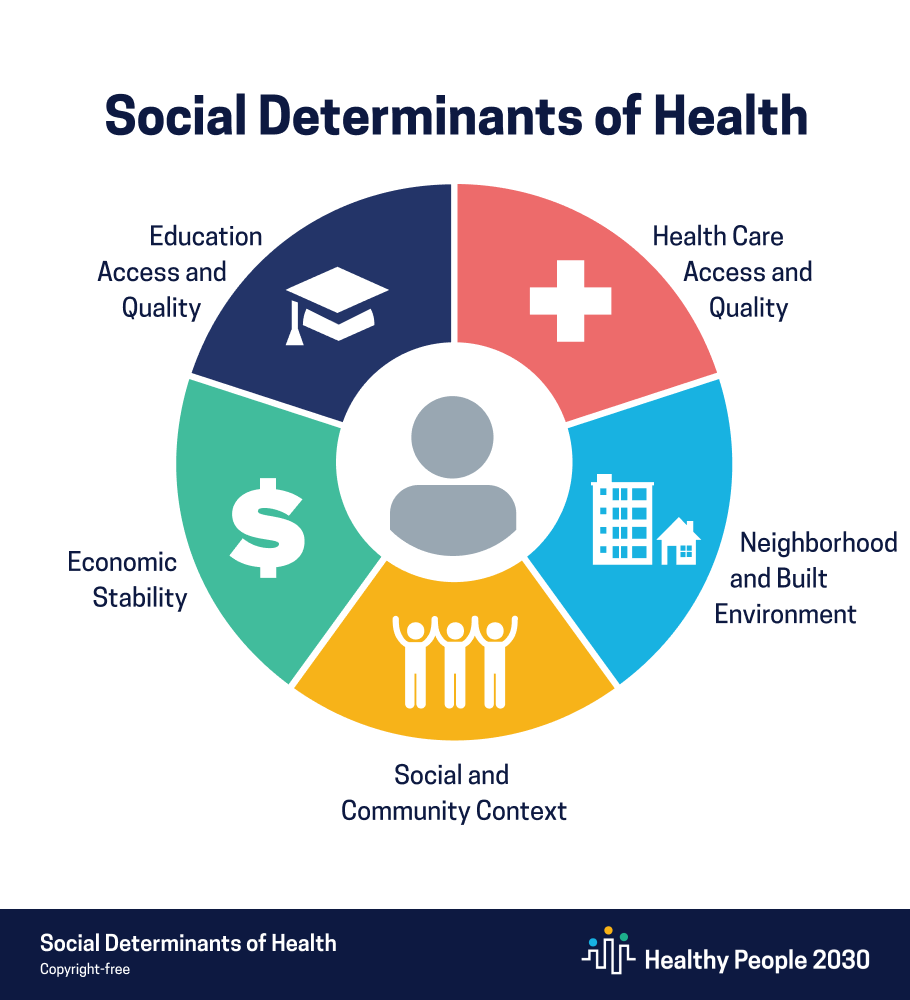 Social Determinants of Health
Education
Access and
Quality
Health Care
Access and
Quality
Economic
Stability
Neighborhood
and Built
Environment
Social and
Community Context
Social Determinants of Health
Copyright-free
Healthy People 2030